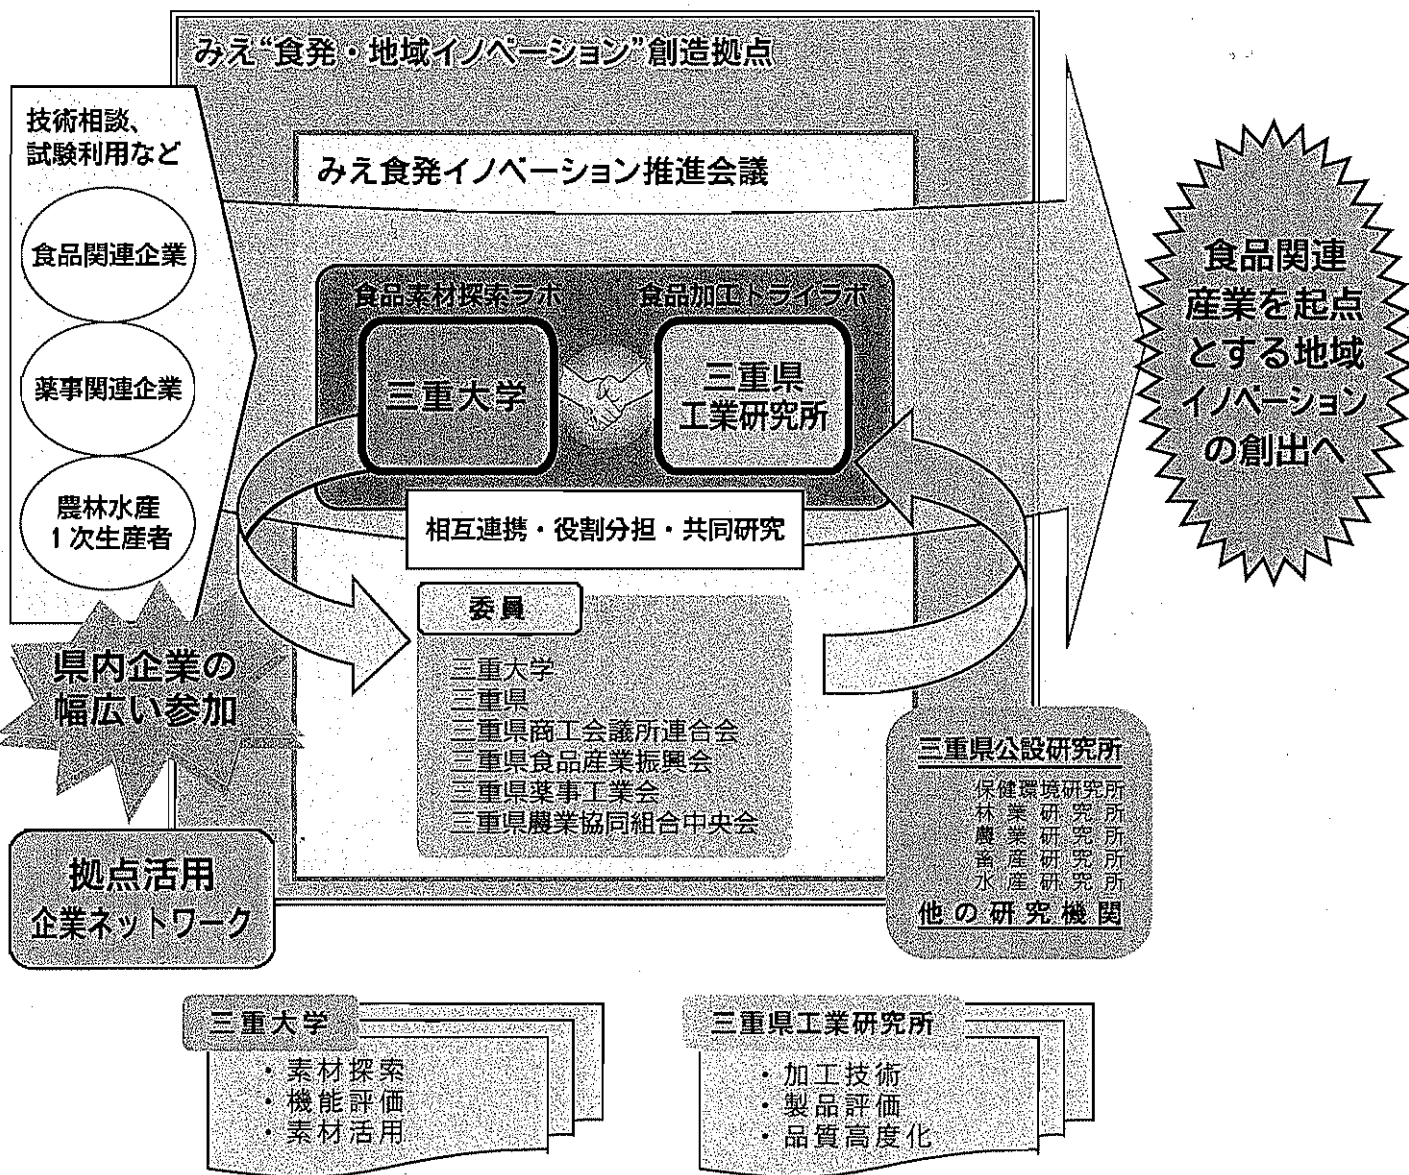 みえ“食発・地域イノベーション”創造拠点
技術相談、
試験利用など
食品関連企業
薬事関連企業
農林水産
1次生産者
県内企業の
幅広い参加
拠点活用
企業ネットワーク
みえ食発イノベーション推進会議
食品素材探索ラボ
食品加工トライラボ
三重大学
三重県
工業研究所
相互連携・役割分担・共同研究
委員
三重大学
三重県
三重県商工会議所連合会
三重県食品産業振興会
三重県薬事工業会
三重県農業協同組合中央会
三重県公設研究所
保健環境研究所
林業研究所
農業研究所
畜産研究所
水産研究所
他の研究機関
食品関連
産業を起点
とする地域
イノベーション
の創出へ
三重大学
・素材探索
・機能評価
・素材活用
三重県工業研究所
・加工技術
・製品評価
・品質高度化